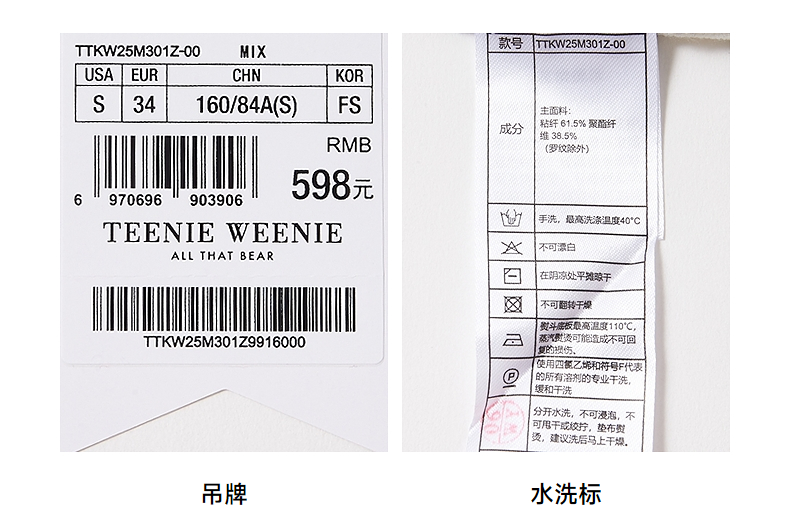 TTKW25M301Z-00 MIX
USA EUR CHN KOR
S 34 160/84A(S) FS
RMB
598元
6 970696 903906
TEENIE WEENIE
ALL THAT BEAR
TTKW25M301Z9916000
吊牌
款号 TTKW25M301Z-00
成分
主面料：
粘纤 61.5% 聚酯纤
维 38.5%
（罗纹除外）
手洗，最高洗涤温度40°C
不可漂白
在阴凉处平摊晾干
不可翻转干燥
熨斗底板最高温度110℃，
蒸汽熨烫可能造成不可回
复的损伤。
使用四氯乙烯和符号F代表
的所有溶剂的专业干洗，
缓和干洗
P
分开水洗，不可浸泡，不
可甩干或绞拧，垫布熨
烫，建议洗后马上干燥。
水洗标